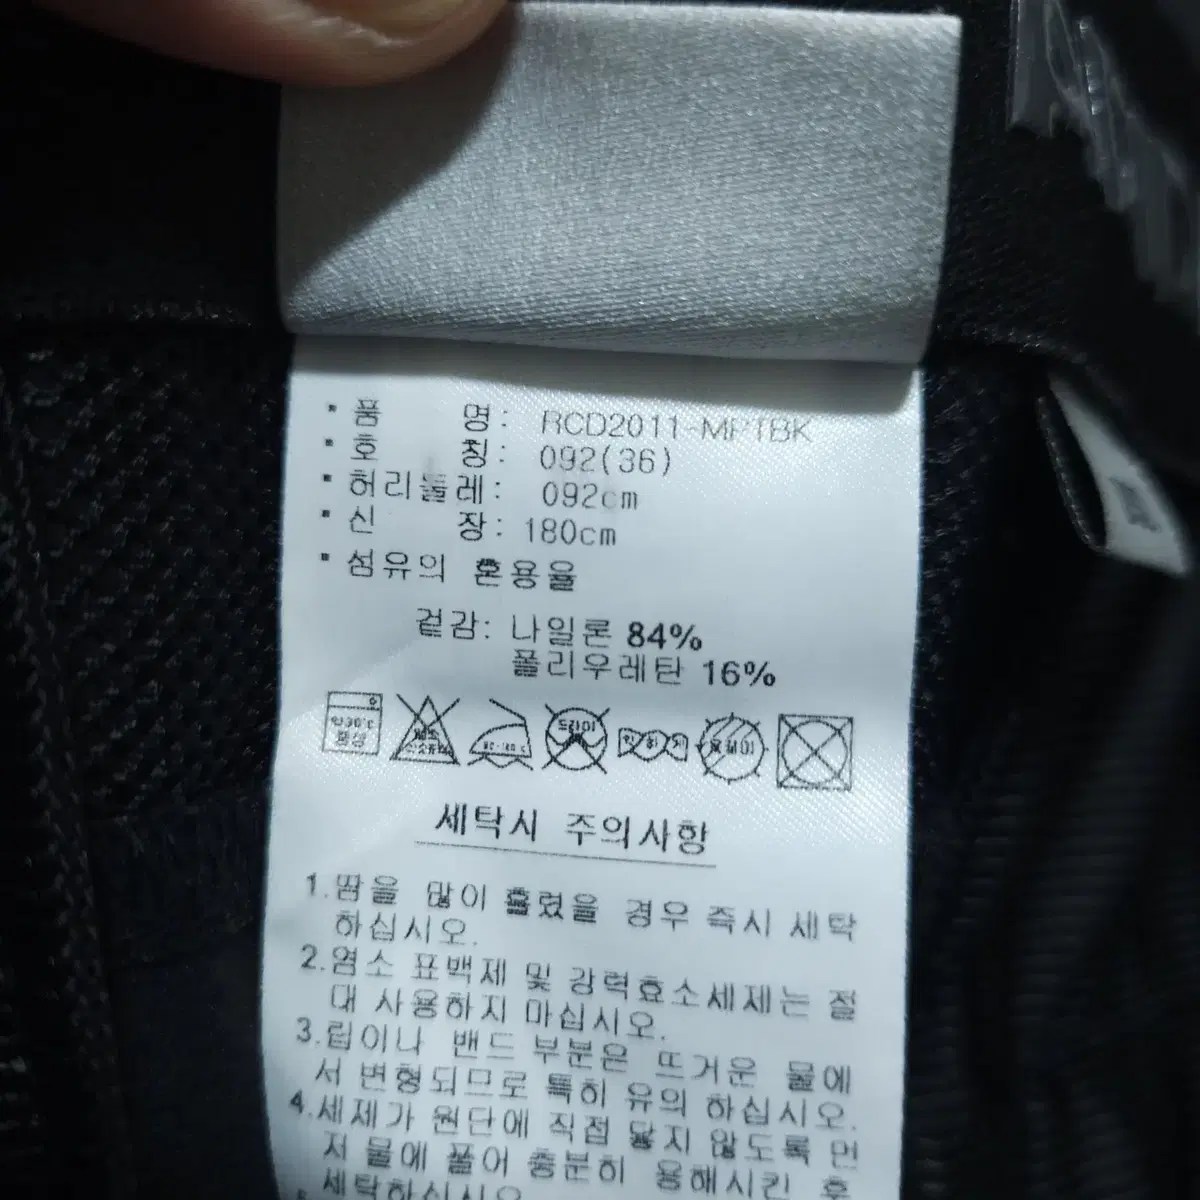 · 품 명: RCD2011-MPTBK
· 호 칭: 092(36)
· 허리둘레: 092cm
· 신 장: 180cm
· 섬유의 혼용율
겉감: 나일론 84%
폴리우레탄 16%
세탁시 주의사항
1.땀을 많이 흘렸을 경우 즉시 세탁
하십시오.
2.염소 표백제 및 강력효소세제는 절
대 사용하지 마십시오.
3.립이나 밴드 부분은 뜨거운 물에
서 변형되므로 특히 유의 하십시오.
4.세제가 원단에 직접 닿지 않도록 먼
저 물에 풀어 충분히 용해시킨 후
세탁하십시오